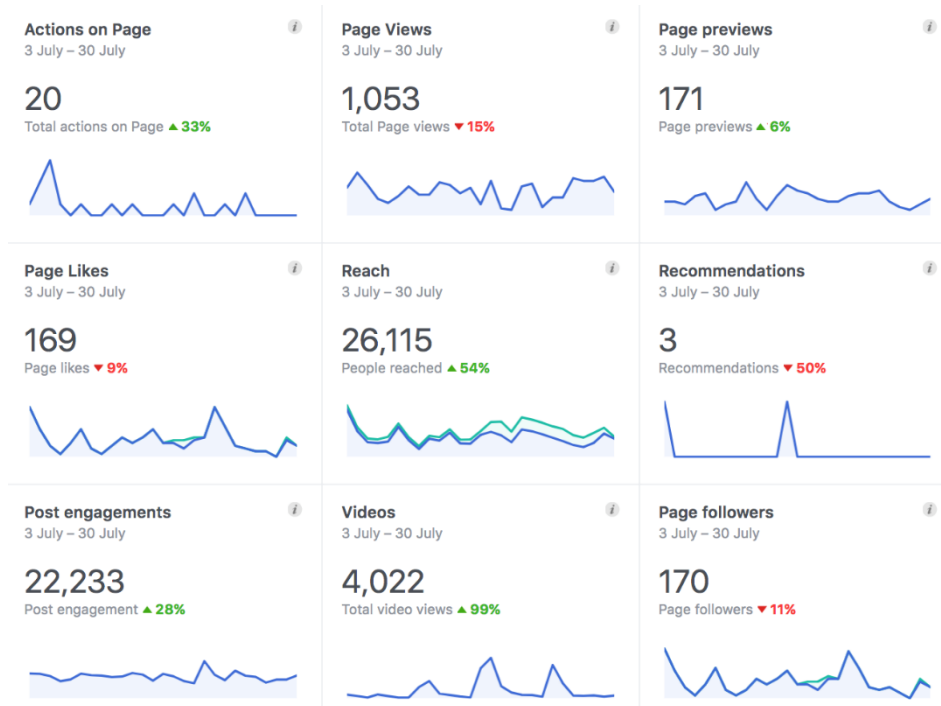 Actions on Page
3 July – 30 July
20
Total actions on Page ▲ 33%
Page Views
3 July – 30 July
1,053
Total Page views ▼ 15%
Page previews
3 July – 30 July
171
Page previews ▲ 6%
Page Likes
3 July – 30 July
169
Page likes ▼ 9%
Reach
3 July – 30 July
26,115
People reached ▲ 54%
Recommendations
3 July – 30 July
3
Recommendations ▼ 50%
Post engagements
3 July – 30 July
22,233
Post engagement ▲ 28%
Videos
3 July – 30 July
4,022
Total video views ▲ 99%
Page followers
3 July – 30 July
170
Page followers ▼ 11%